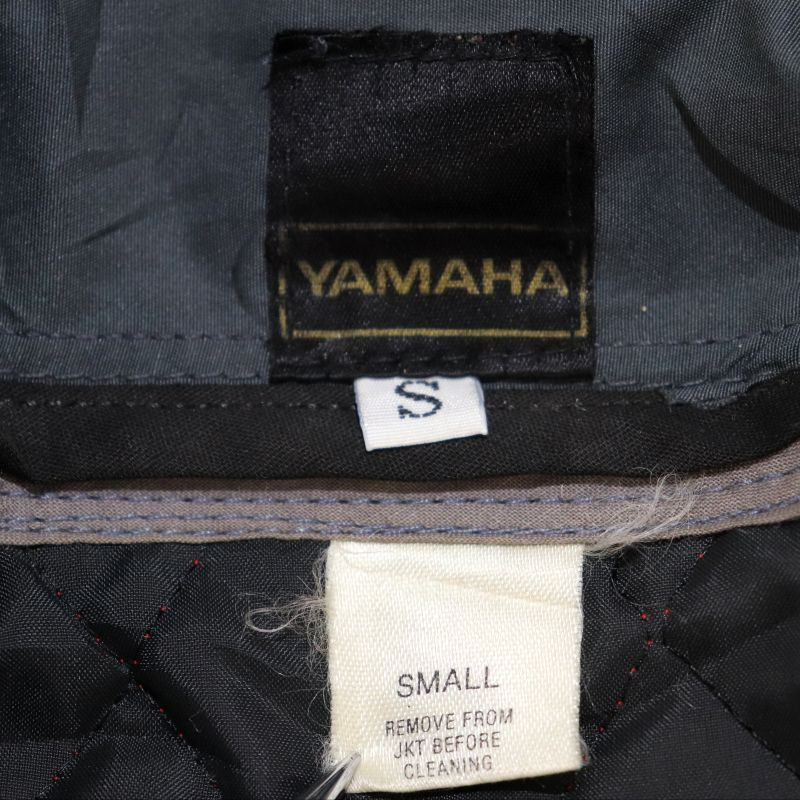 YAMAHA
S
SMALL
REMOVE FROM
JKT BEFORE
CLEANING